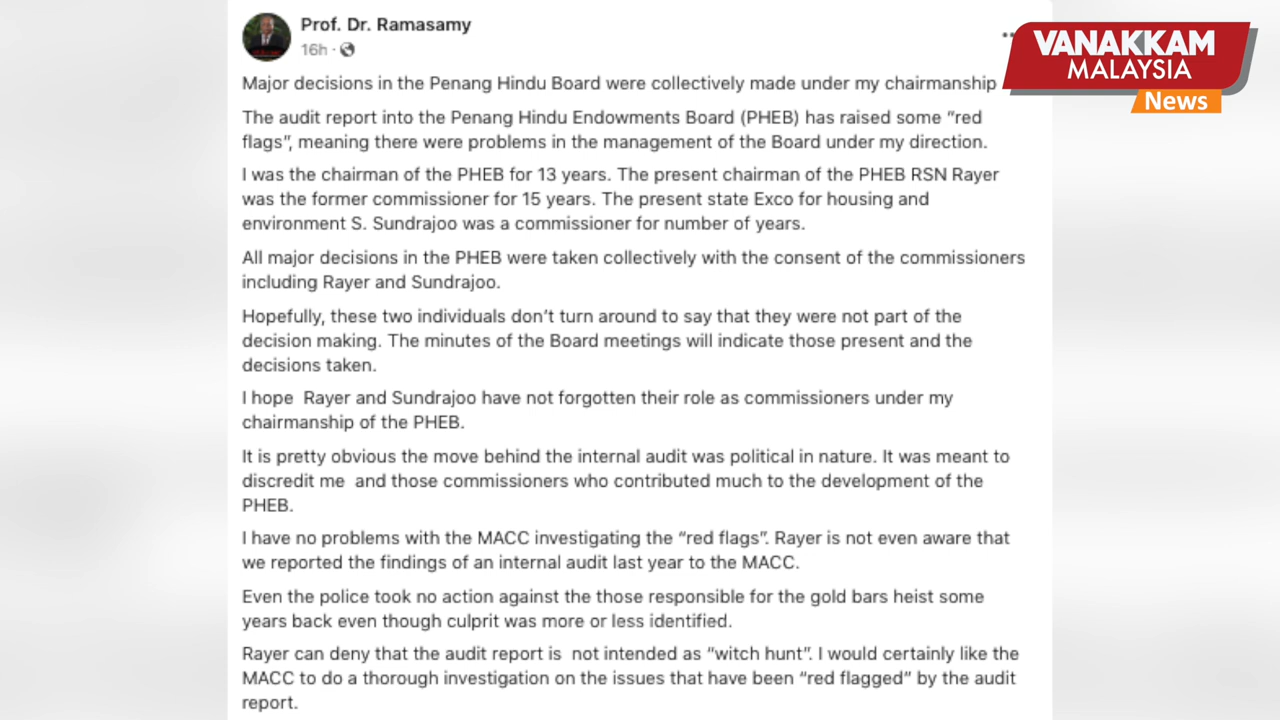 Prof. Dr. Ramasamy
16h ·
VANAKKAM
MALAYSIA
News
Major decisions in the Penang Hindu Board were collectively made under my chairmanship
The audit report into the Penang Hindu Endowments Board (PHEB) has raised some “red
flags”, meaning there were problems in the management of the Board under my direction.
I was the chairman of the PHEB for 13 years. The present chairman of the PHEB RSN Rayer
was the former commissioner for 15 years. The present state Exco for housing and
environment S. Sundrajoo was a commissioner for number of years.
All major decisions in the PHEB were taken collectively with the consent of the commissioners
including Rayer and Sundrajoo.
Hopefully, these two individuals don’t turn around to say that they were not part of the
decision making. The minutes of the Board meetings will indicate those present and the
decisions taken.
I hope  Rayer and Sundrajoo have not forgotten their role as commissioners under my
chairmanship of the PHEB.
It is pretty obvious the move behind the internal audit was political in nature. It was meant to
discredit me  and those commissioners who contributed much to the development of the
PHEB.
I have no problems with the MACC investigating the “red flags”. Rayer is not even aware that
we reported the findings of an internal audit last year to the MACC.
Even the police took no action against the those responsible for the gold bars heist some
years back even though culprit was more or less identified.
Rayer can deny that the audit report is  not intended as “witch hunt”. I would certainly like the
MACC to do a thorough investigation on the issues that have been “red flagged” by the audit
report.